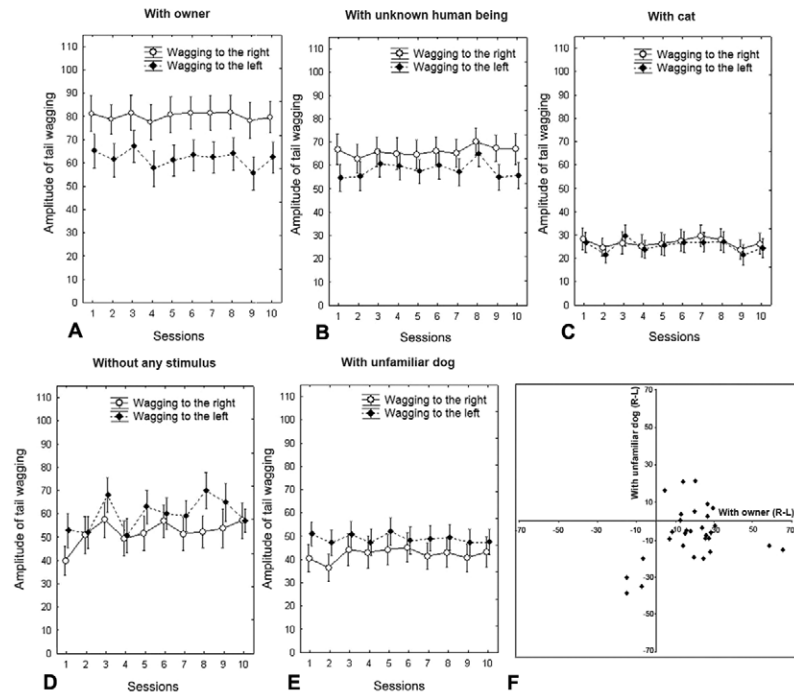 With owner
Wagging to the right
Wagging to the left
Amplitude of tail wagging
110
100
90
80
70
60
50
40
30
20
10
0
1 2 3 4 5 6 7 8 9 10
A
Sessions
With unknown human being
Wagging to the right
Wagging to the left
Amplitude of tail wagging
110
100
90
80
70
60
50
40
30
20
10
0
1 2 3 4 5 6 7 8 9 10
B
Sessions
With cat
Wagging to the right
Wagging to the left
Amplitude of tail wagging
110
100
90
80
70
60
50
40
30
20
10
0
1 2 3 4 5 6 7 8 9 10
C
Sessions
Without any stimulus
Wagging to the right
Wagging to the left
Amplitude of tail wagging
110
100
90
80
70
60
50
40
30
20
10
0
1 2 3 4 5 6 7 8 9 10
D
Sessions
With unfamiliar dog
Wagging to the right
Wagging to the left
Amplitude of tail wagging
110
100
90
80
70
60
50
40
30
20
10
0
1 2 3 4 5 6 7 8 9 10
E
Sessions
With unfamiliar dog (R-L)
70
50
30
10
With owner (R-L)
-70 -50 -30 -10 10 30 50 70
-10
-30
-50
-70
F